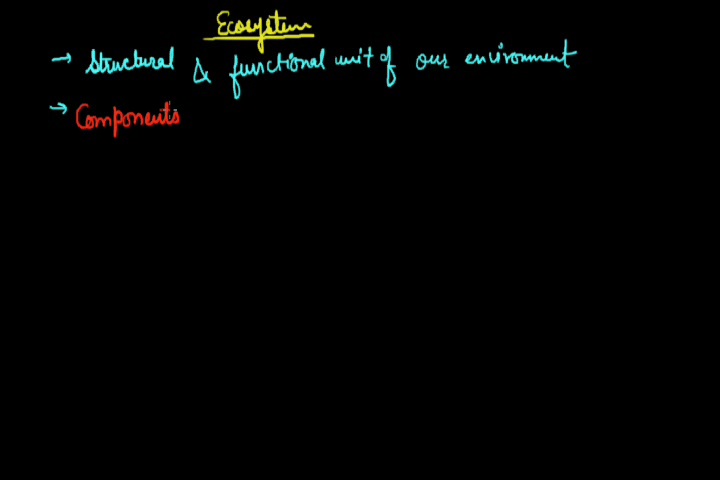 Ecosystem
→ Structural & functional unit of our environment
→ Components